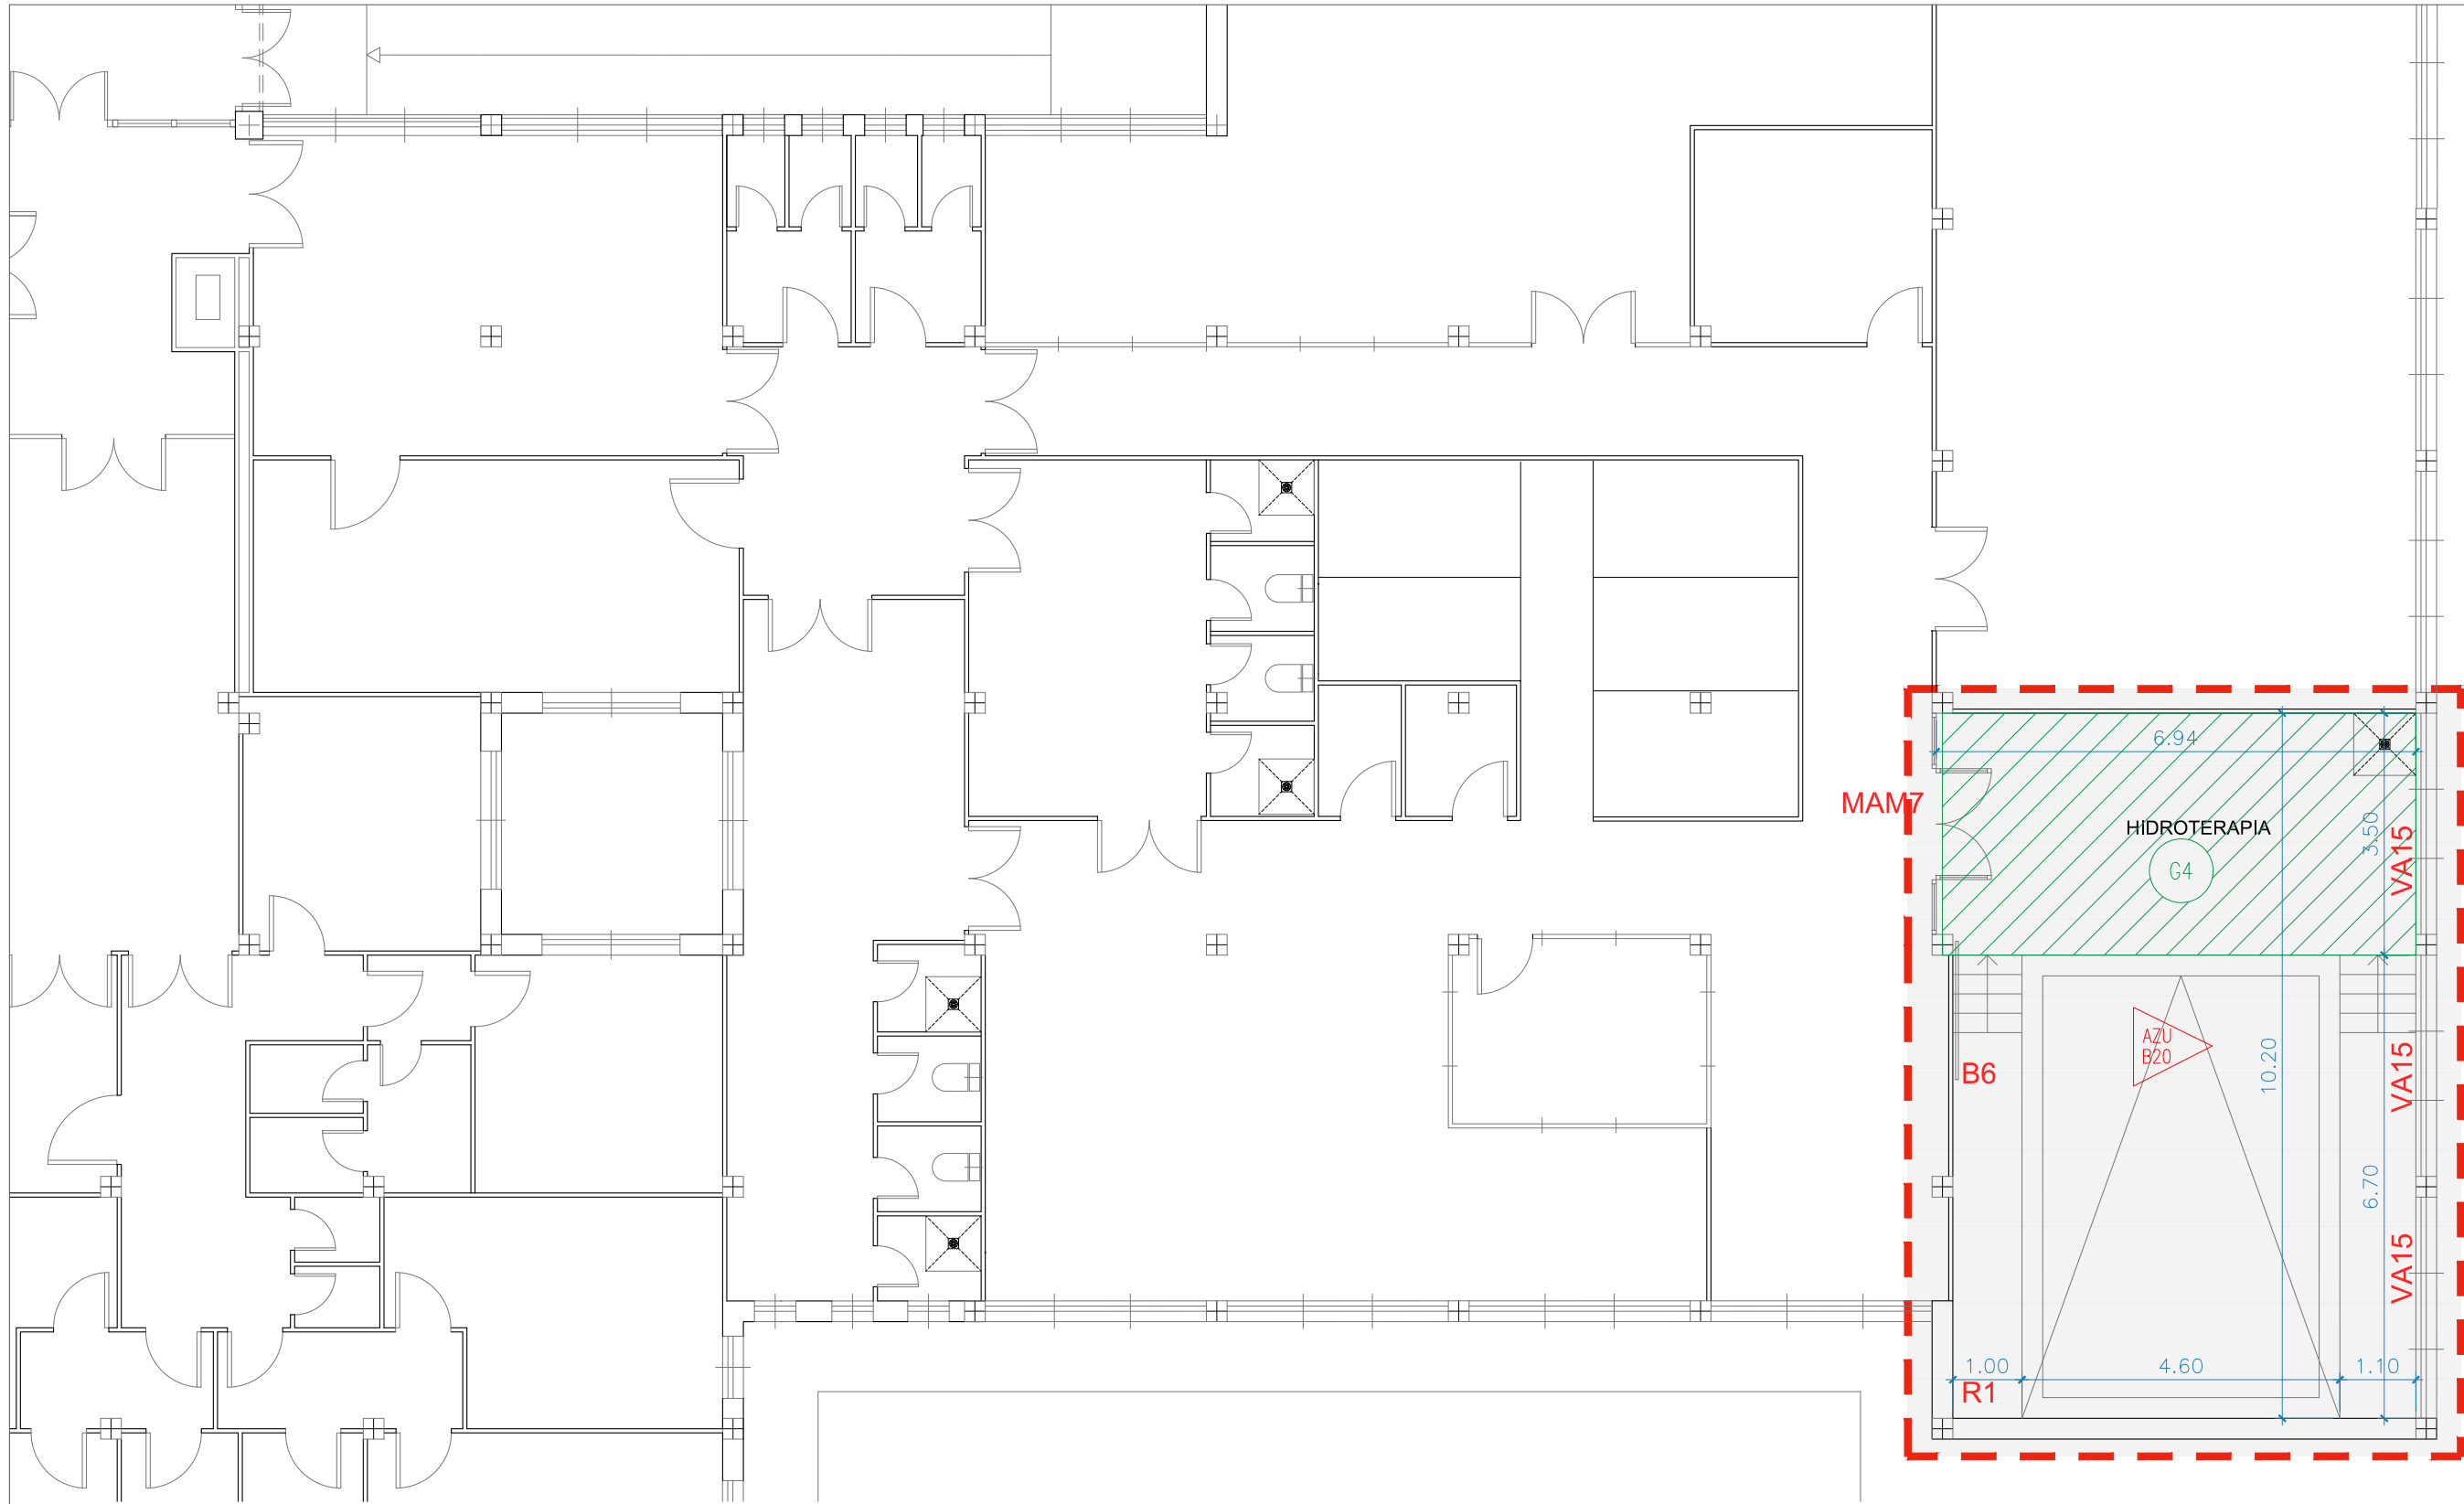 6.94
MAM7
HIDROTERAPIA
3.50
VA15
G4
AZU
B20
10.20
B6
VA15
6.70
VA15
1.00
4.60
1.10
R1